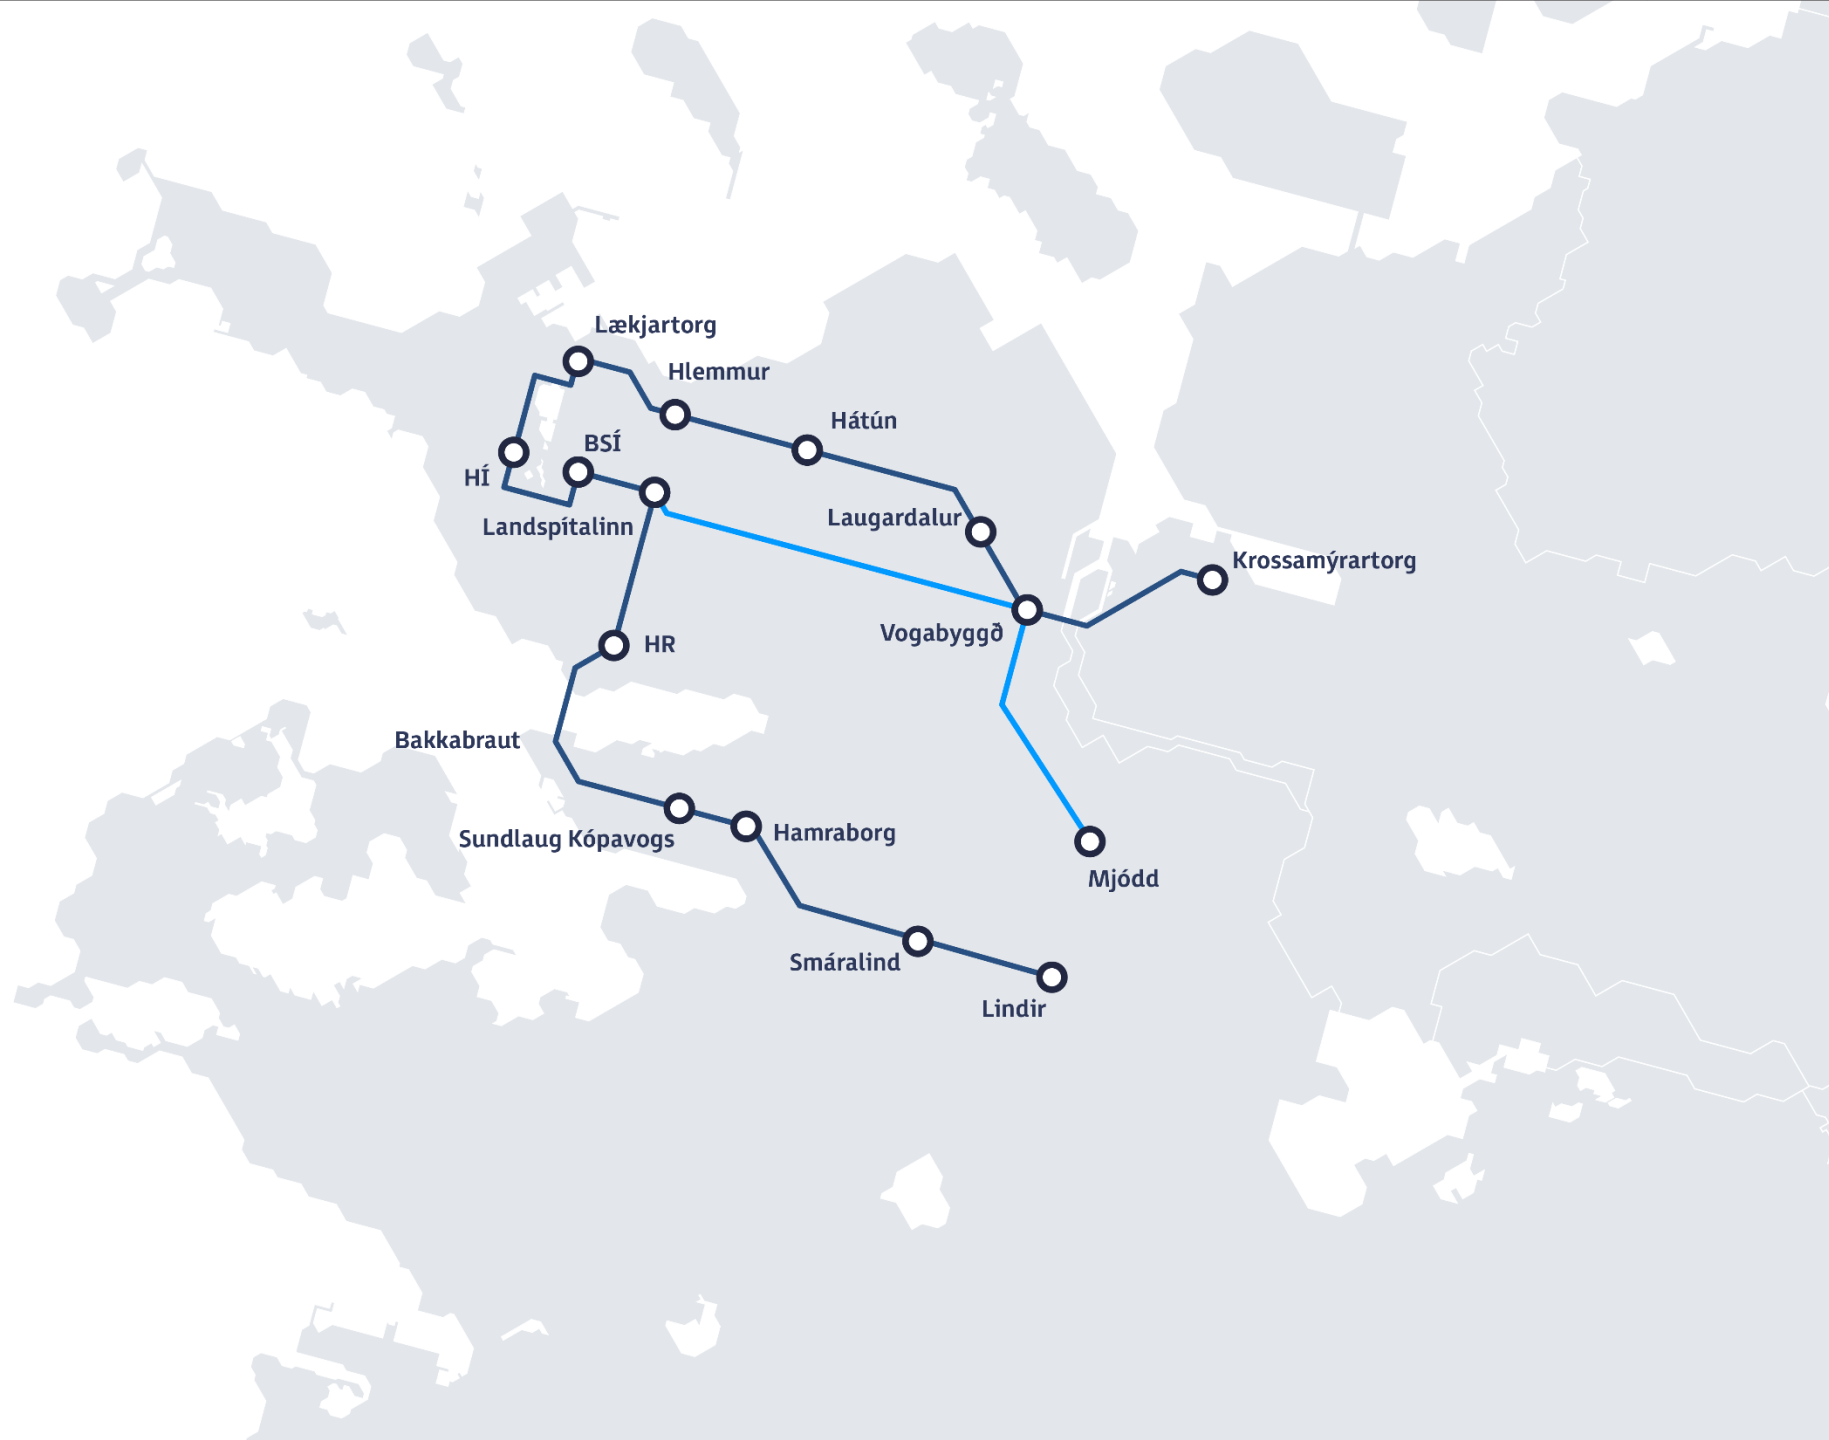 Lækjartorg
Hlemmur
Hátún
BSÍ
HÍ
Laugardalur
Landspítalinn
Krossamýrartorg
Vogabyggð
HR
Bakkabraut
Hamraborg
Sundlaug Kópavogs
Mjódd
Smáralind
Lindir